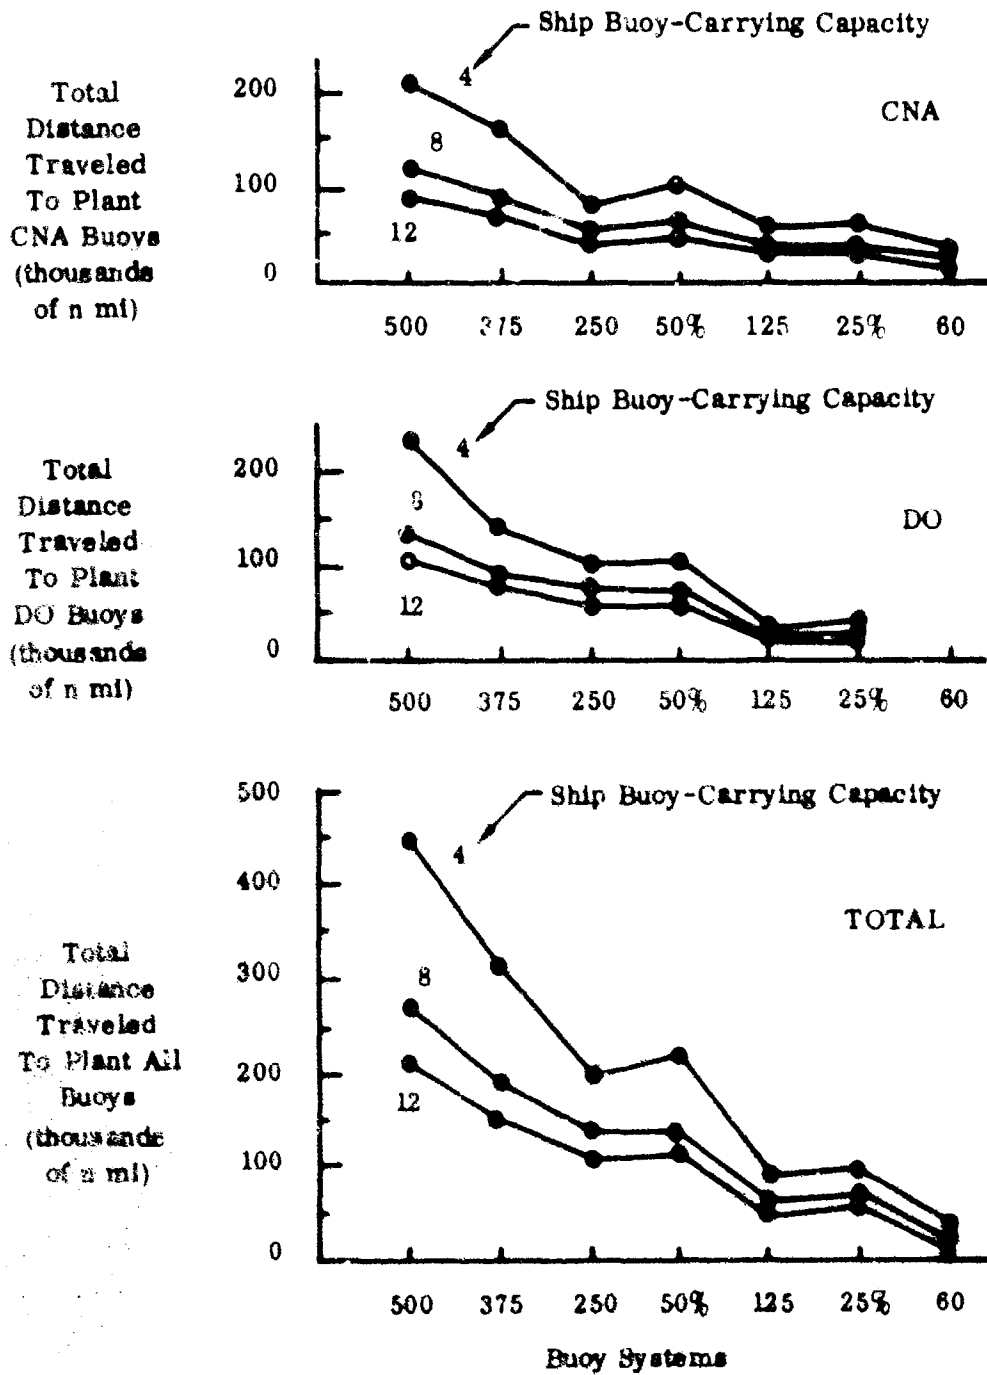 Ship Buoy-Carrying Capacity
Total
Distance
Traveled
To Plant
CNA Buoys
(thousands
of n mi)
200
100
0
4
8
12
CNA
500 375 250 50% 125 25% 60
Ship Buoy-Carrying Capacity
Total
Distance
Traveled
To Plant
DO Buoys
(thousands
of n mi)
200
100
0
4
8
12
DO
500 375 250 50% 125 25% 60
Ship Buoy-Carrying Capacity
Total
Distance
Traveled
To Plant All
Buoys
(thousands
of n mi)
500
400
300
200
100
0
4
8
12
TOTAL
500 375 250 50% 125 25% 60
Buoy Systems